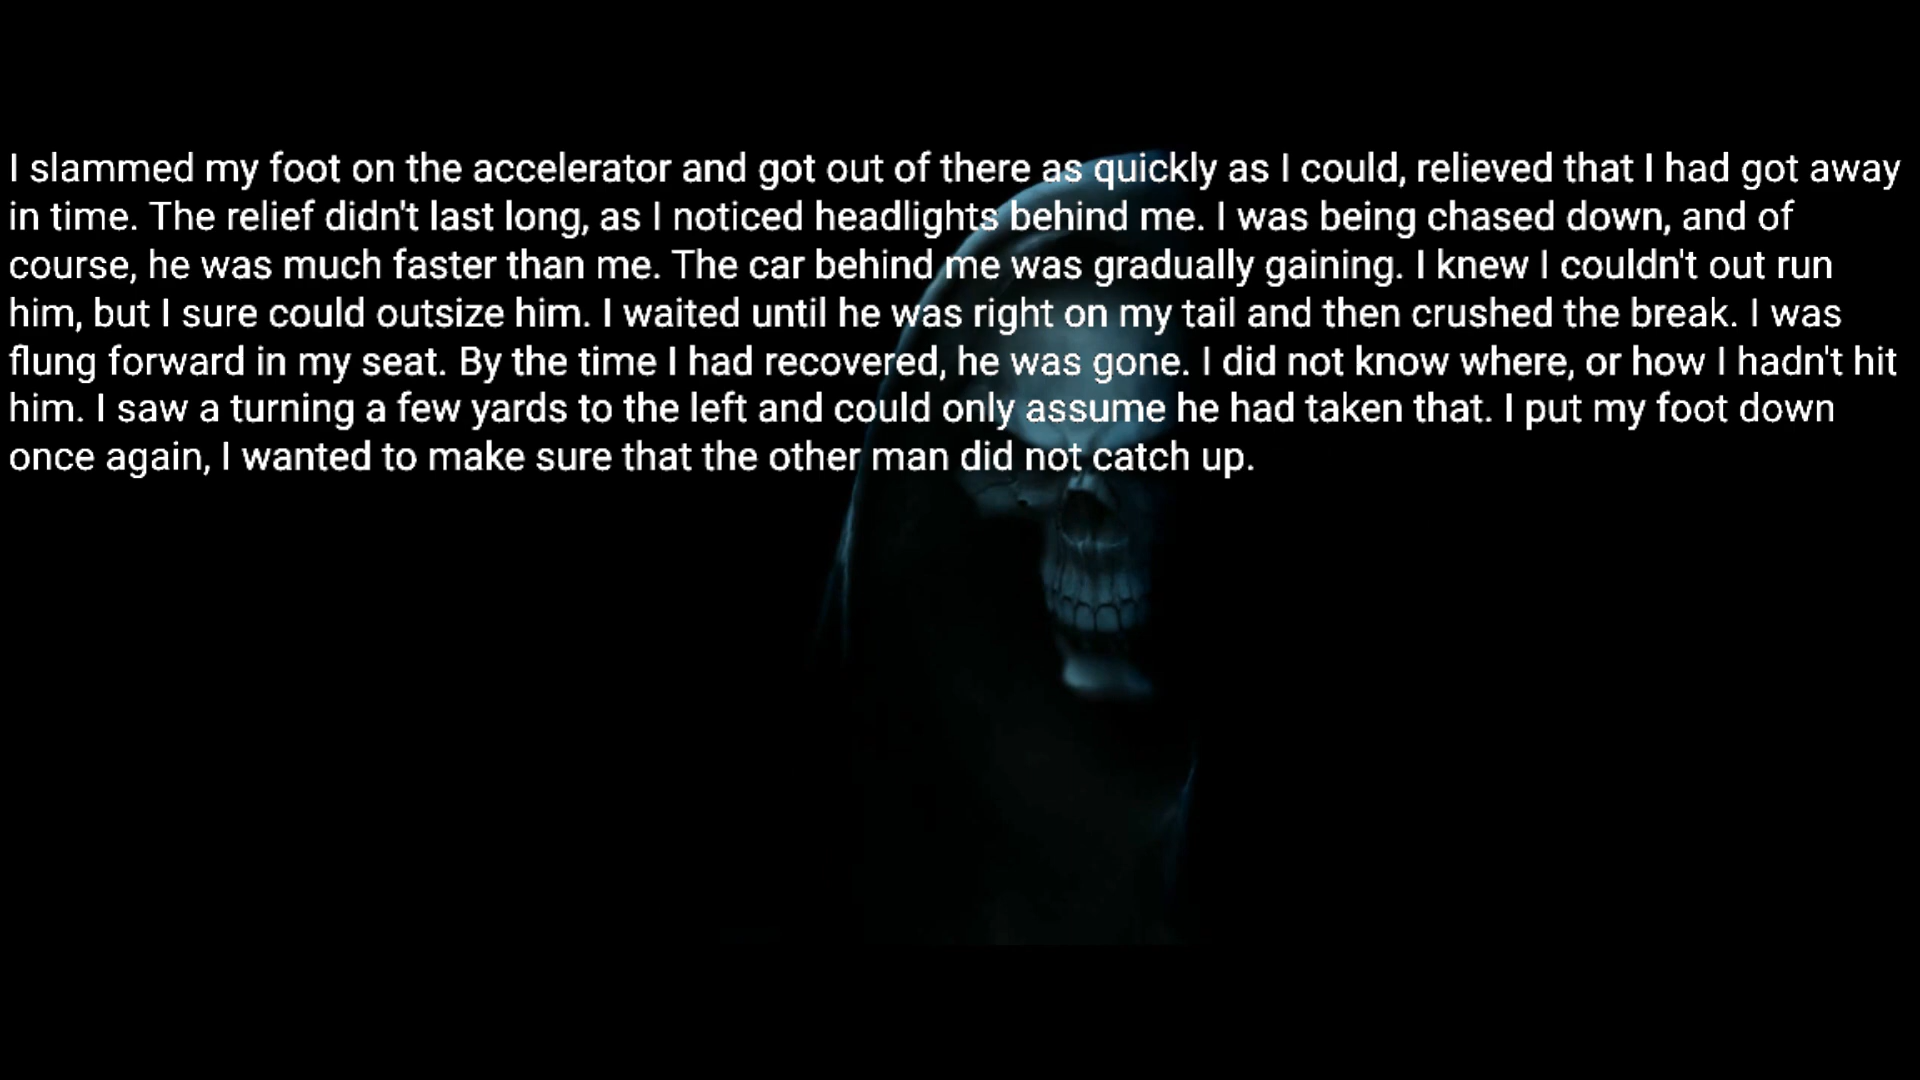 I slammed my foot on the accelerator and got out of there as quickly as I could, relieved that I had got away
in time. The relief didn't last long, as I noticed headlights behind me. I was being chased down, and of
course, he was much faster than me. The car behind me was gradually gaining. I knew I couldn't out run
him, but I sure could outsize him. I waited until he was right on my tail and then crushed the break. I was
flung forward in my seat. By the time I had recovered, he was gone. I did not know where, or how I hadn't hit
him. I saw a turning a few yards to the left and could only assume he had taken that. I put my foot down
once again, I wanted to make sure that the other man did not catch up.